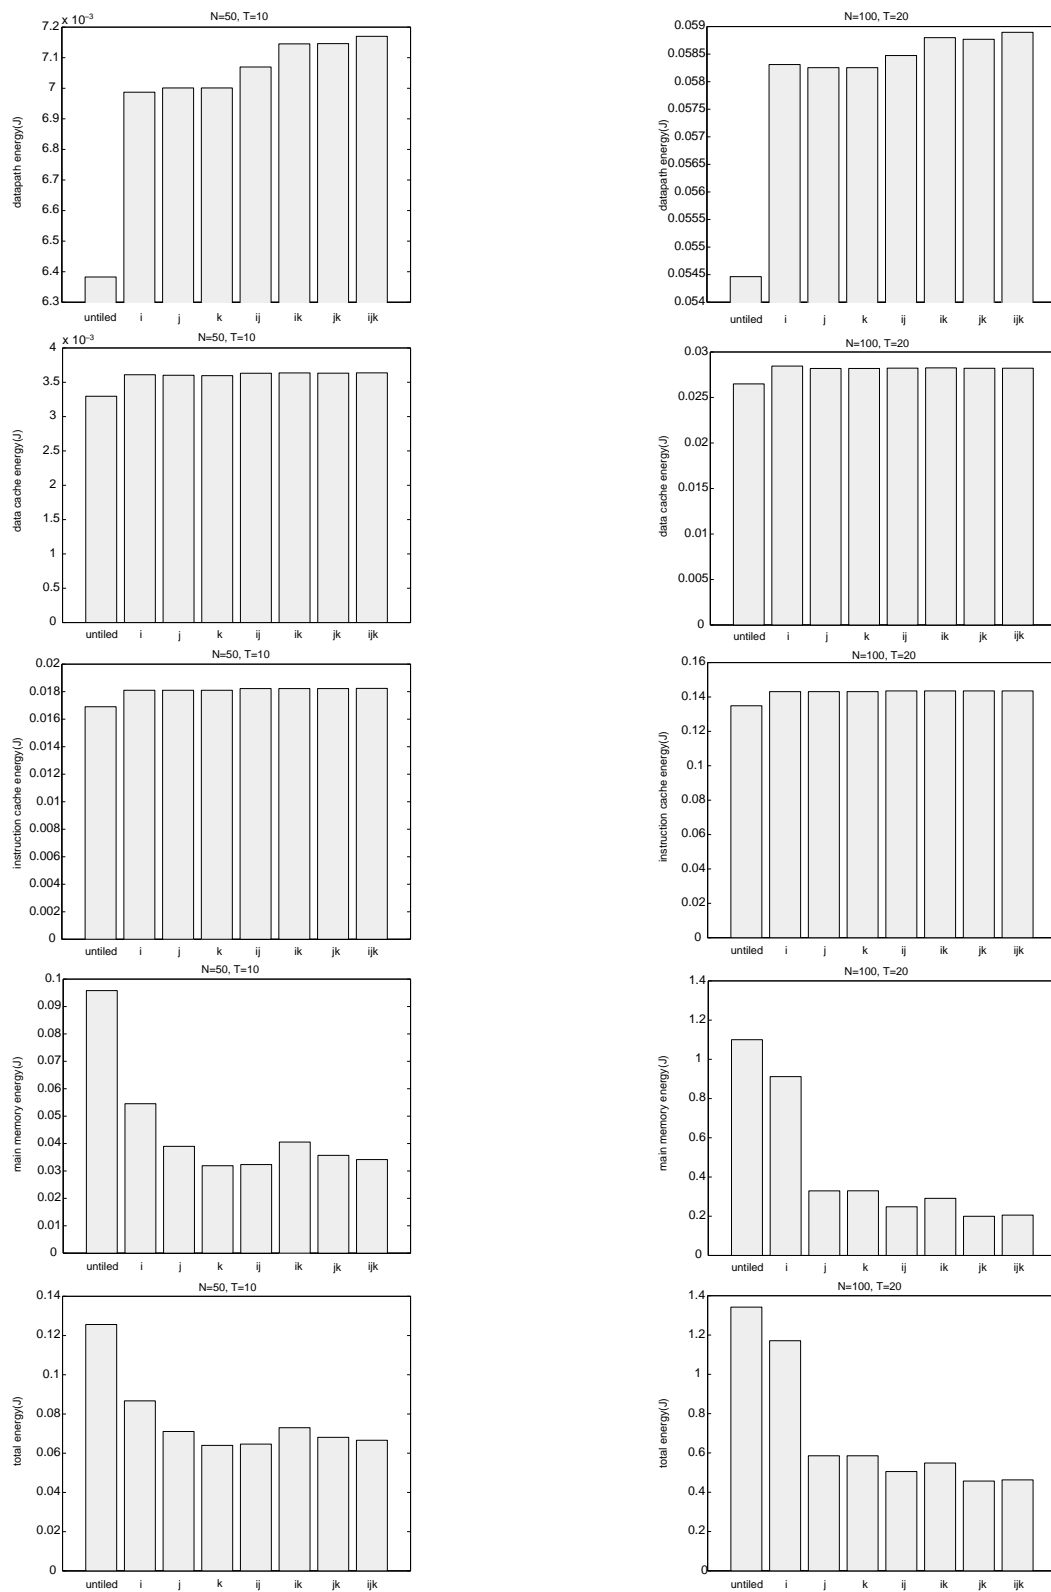 N=50, T=10
x 10⁻³
7.2
7.1
7
6.9
6.8
6.7
6.6
6.5
6.4
6.3
datapath energy(J)
untiled i j k ij ik jk ijk
N=100, T=20
0.059
0.0585
0.058
0.0575
0.057
0.0565
0.056
0.0555
0.055
0.0545
0.054
datapath energy(J)
untiled i j k ij ik jk ijk
N=50, T=10
x 10⁻³
4
3.5
3
2.5
2
1.5
1
0.5
0
data cache energy(J)
untiled i j k ij ik jk ijk
N=100, T=20
0.03
0.025
0.02
0.015
0.01
0.005
0
data cache energy(J)
untiled i j k ij ik jk ijk
N=50, T=10
0.02
0.018
0.016
0.014
0.012
0.01
0.008
0.006
0.004
0.002
0
instruction cache energy(J)
untiled i j k ij ik jk ijk
N=100, T=20
0.16
0.14
0.12
0.1
0.08
0.06
0.04
0.02
0
instruction cache energy(J)
untiled i j k ij ik jk ijk
N=50, T=10
0.1
0.09
0.08
0.07
0.06
0.05
0.04
0.03
0.02
0.01
0
main memory energy(J)
untiled i j k ij ik jk ijk
N=100, T=20
1.4
1.2
1
0.8
0.6
0.4
0.2
0
main memory energy(J)
untiled i j k ij ik jk ijk
N=50, T=10
0.14
0.12
0.1
0.08
0.06
0.04
0.02
0
total energy(J)
untiled i j k ij ik jk ijk
N=100, T=20
1.4
1.2
1
0.8
0.6
0.4
0.2
0
total energy(J)
untiled i j k ij ik jk ijk